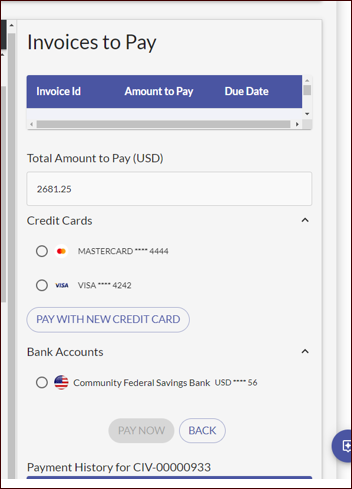 Invoices to Pay
Invoice Id Amount to Pay Due Date
Total Amount to Pay (USD)
2681.25
Credit Cards
MASTERCARD **** 4444
VISA VISA **** 4242
PAY WITH NEW CREDIT CARD
Bank Accounts
Community Federal Savings Bank USD **** 56
PAY NOW BACK
Payment History for CIV-00000933